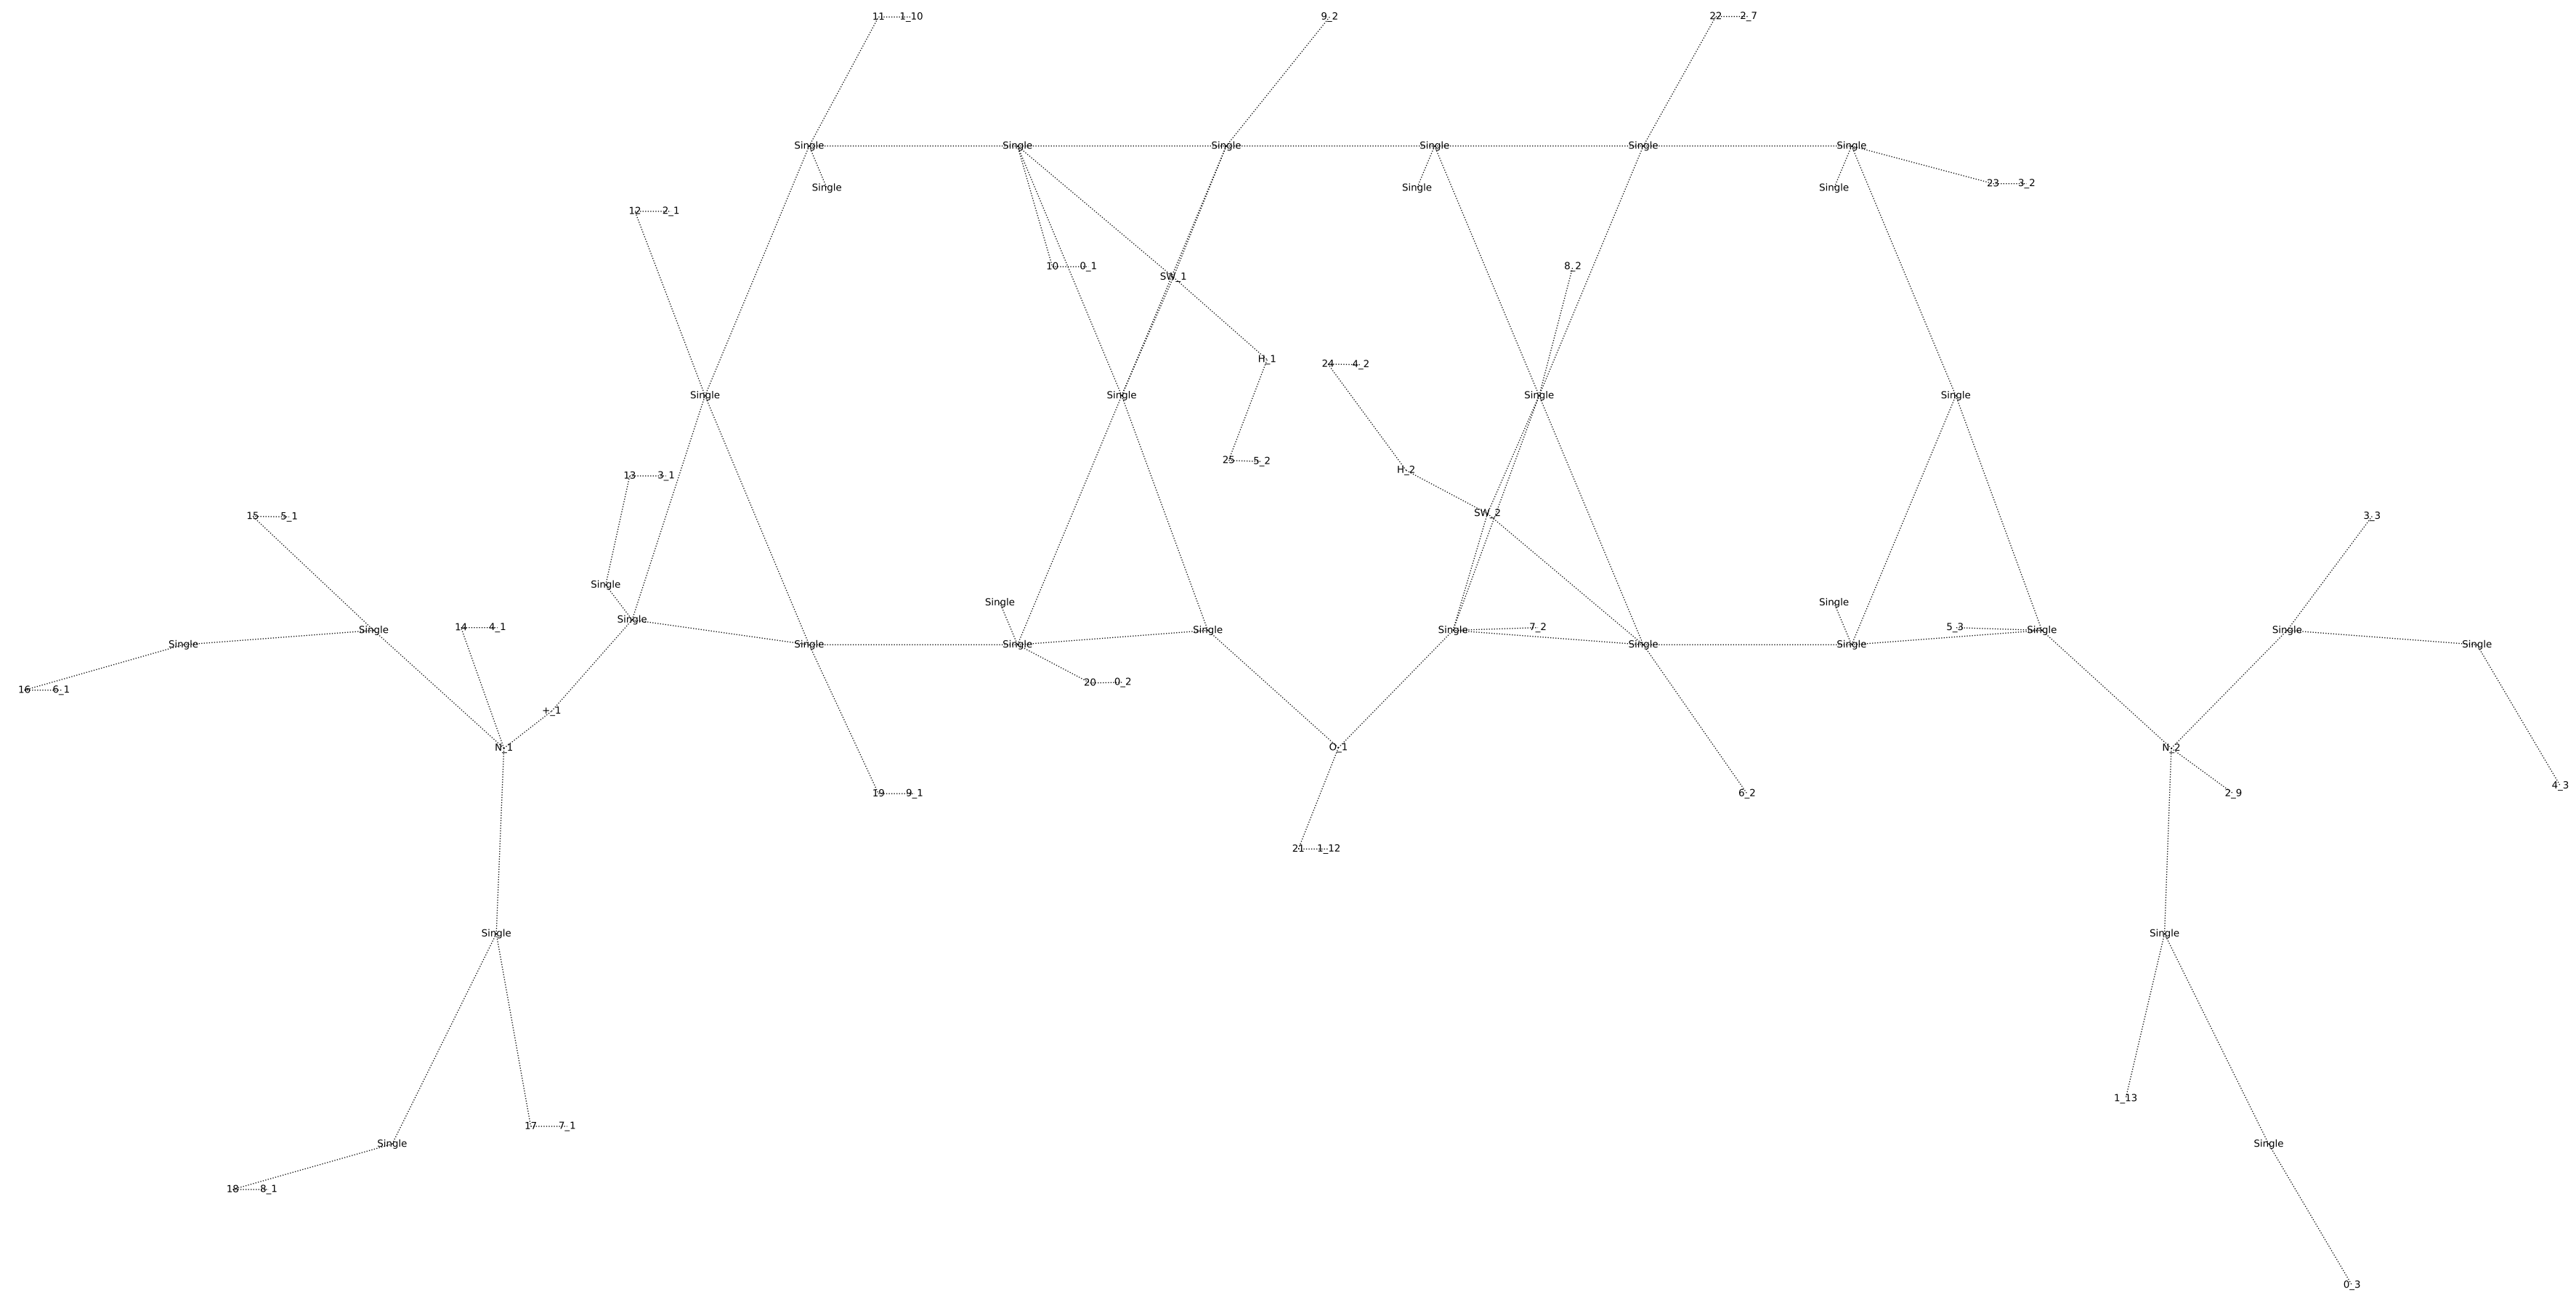 11 1_10 9_2 22 2_7
Single Single Single Single Single Single
Single Single Single 23 3_2
12 2_1
10 0_1 SW_1 8_2
H_1 24 4_2
Single Single Single Single
25 5_2 H_2
13 3_1
15 5_1 SW_2 3_3
Single
Single Single
Single
Single 14 4_1 Single Single 7_2 5_3 Single Single
Single Single Single Single Single Single
16 6_1 20 0_2
+_1
N_1 O_1 N_2
4_3
19 9_1 6_2 2_9
21 1_12
Single Single
1_13
17 7_1
Single Single
18 8_1
0_3